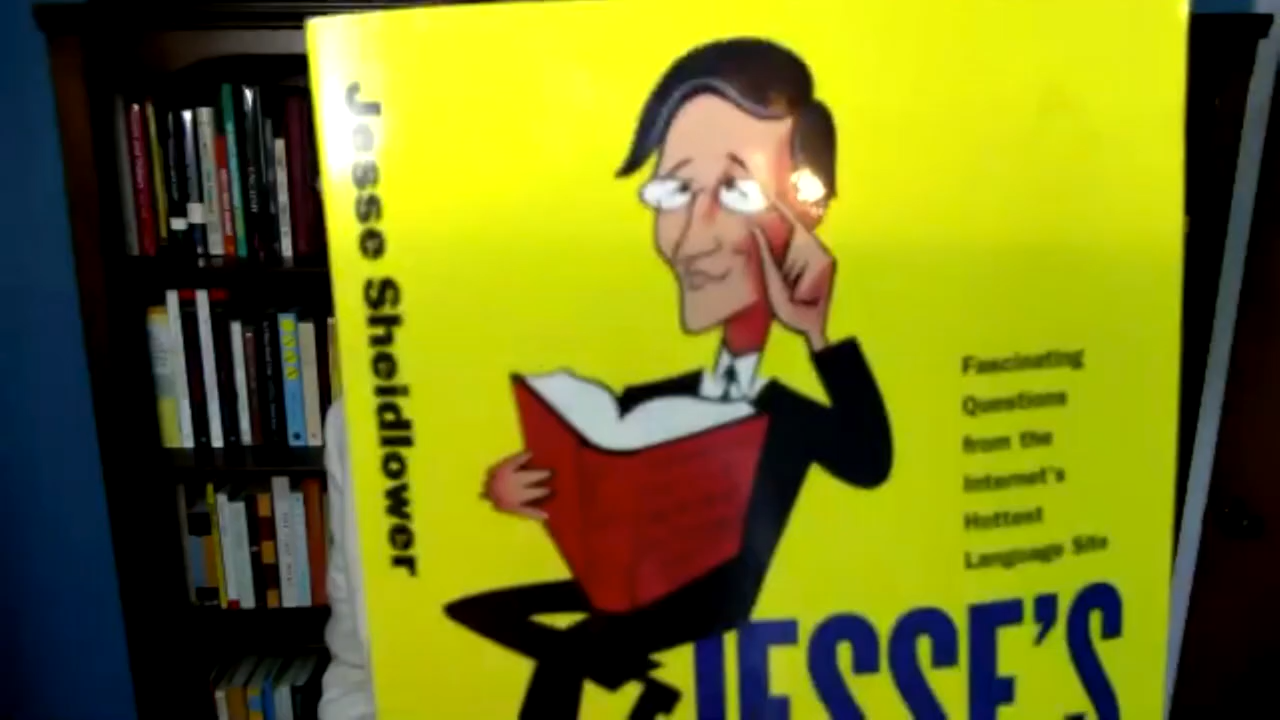 Jesse Sheidlower
Fascinating
Questions
from the
Internet's
Hottest
Language Site
JESSE'S